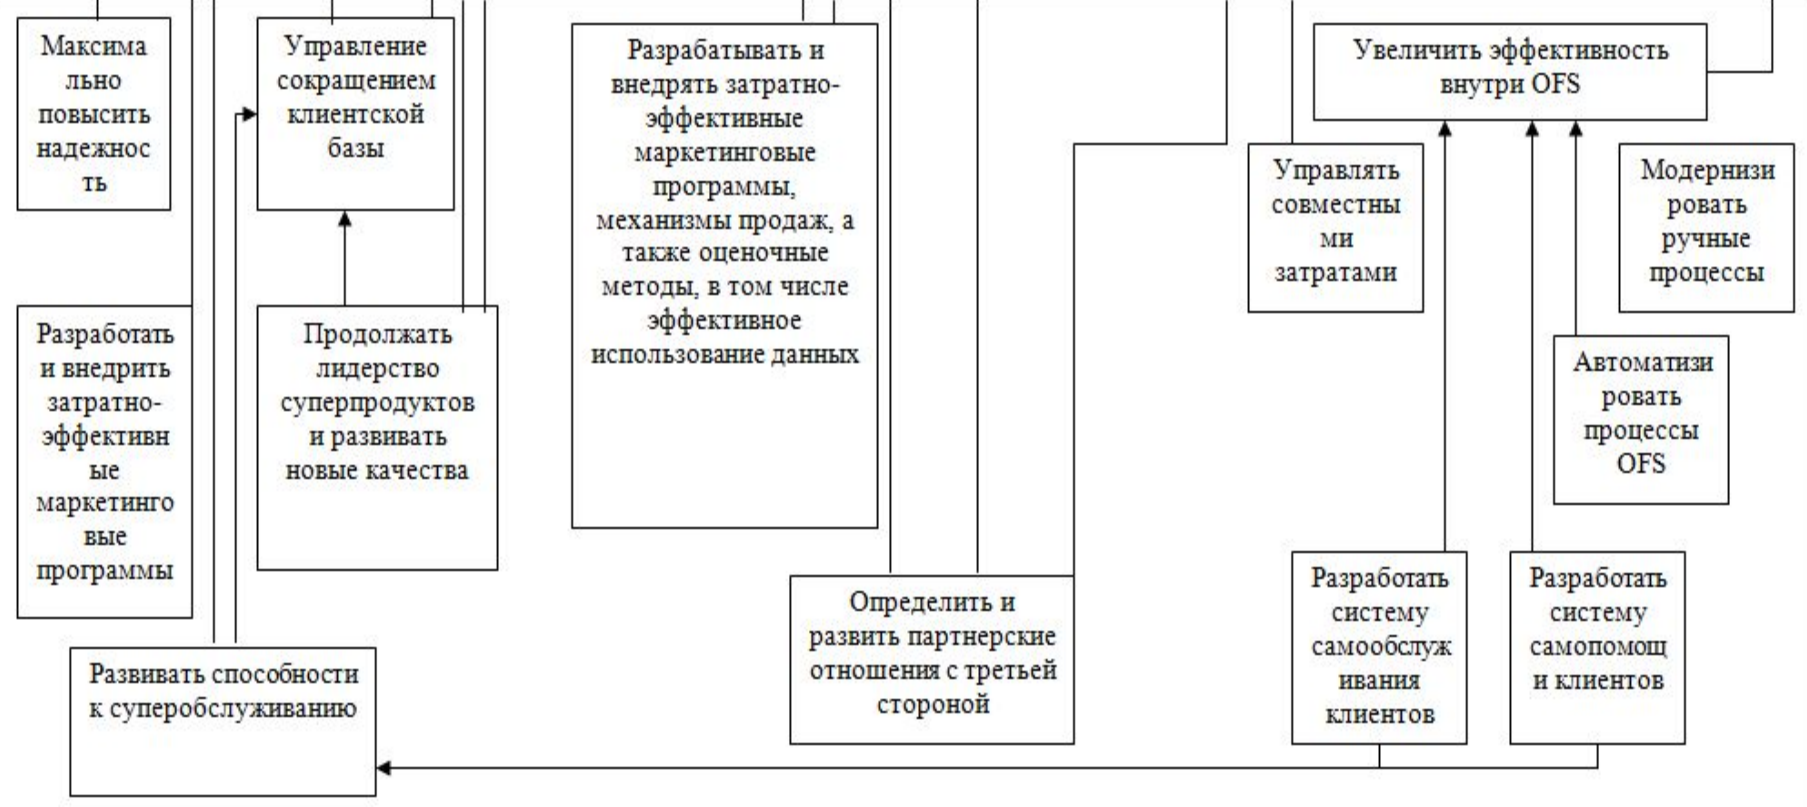 Максима
льно
повысить
надежнос
ть
Управление
сокращением
клиентской
базы
Разрабатывать и
внедрять затратно-
эффективные
маркетинговые
программы,
механизмы продаж, а
также оценочные
методы, в том числе
эффективное
использование данных
Увеличить эффективность
внутри OFS
Управлять
совместны
ми
затратами
Модернизи
ровать
ручные
процессы
Разработать
и внедрить
затратно-
эффективн
ые
маркетинго
вые
программы
Продолжать
лидерство
суперпродуктов
и развивать
новые качества
Автоматизи
ровать
процессы
OFS
Развивать способности
к суперобслуживанию
Определить и
развить партнерские
отношения с третьей
стороной
Разработать
систему
самообслуж
ивания
клиентов
Разработать
систему
самопомощ
и клиентов